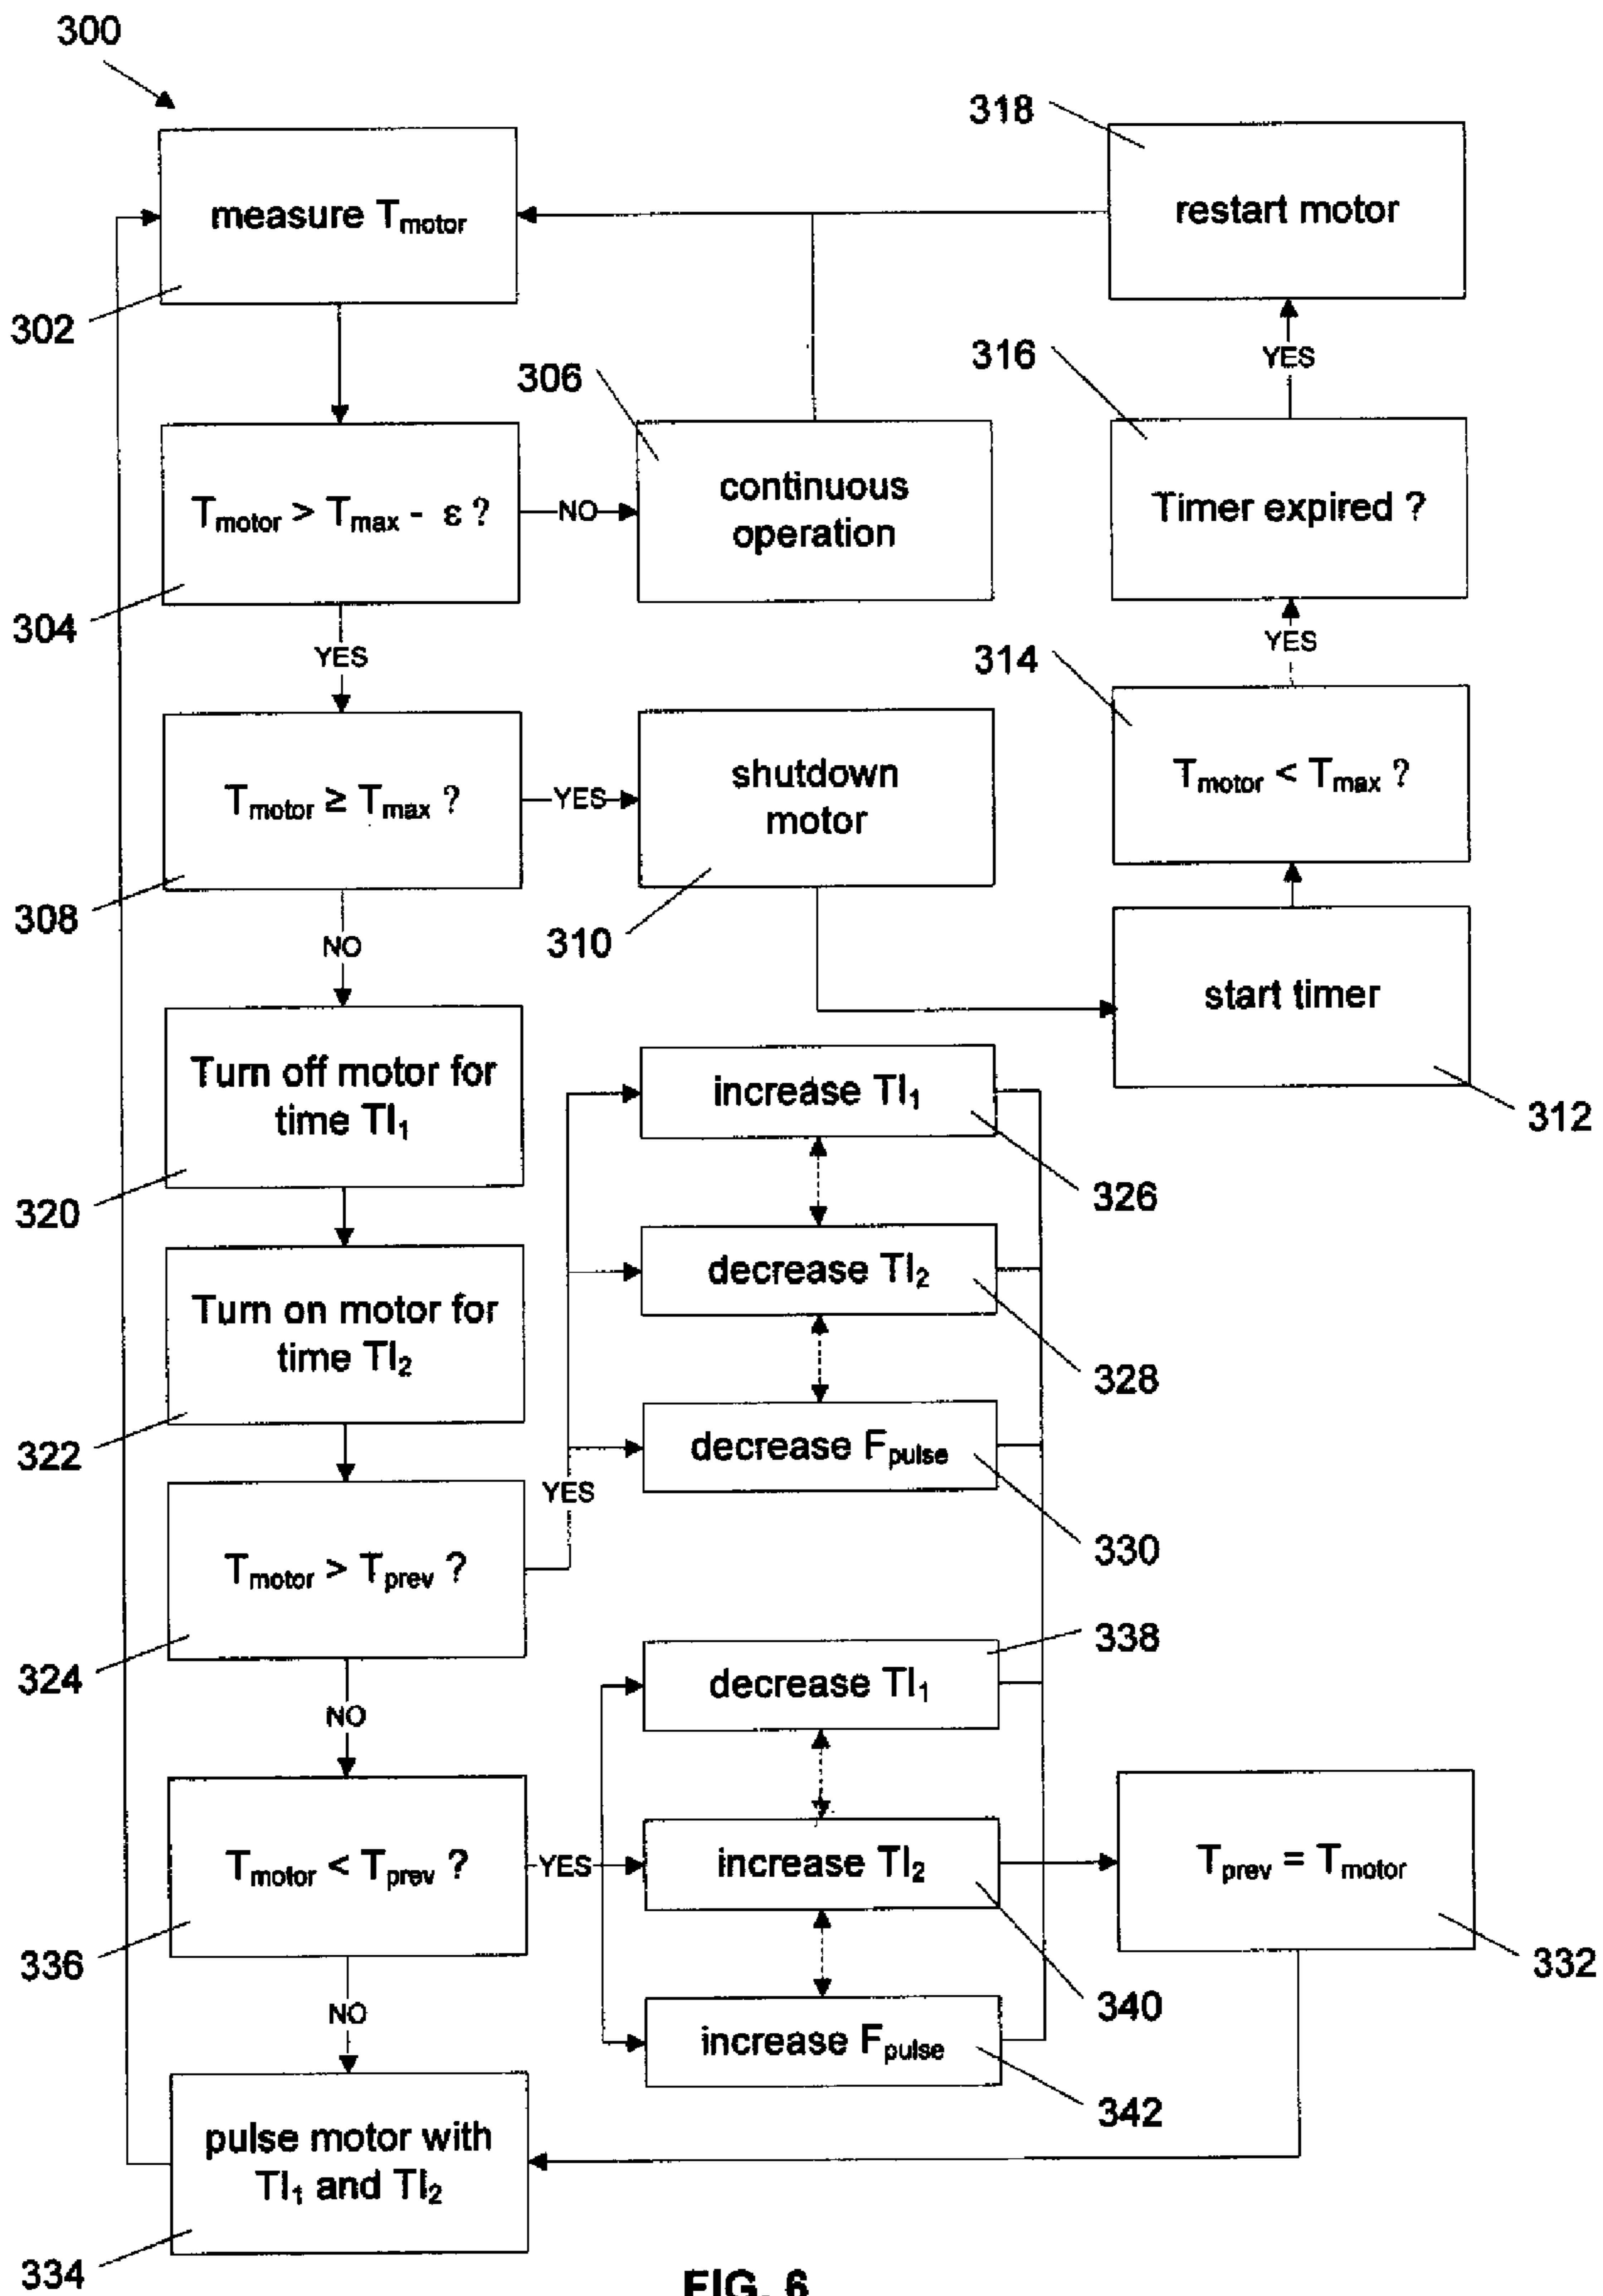 300
measure Tmotor
302
Tmotor > Tmax - ε ?
304
NO
306
continuous
operation
YES
Tmotor ≥ Tmax ?
308
YES
shutdown
motor
310
start timer
312
Tmotor < Tmax ?
314
YES
Timer expired ?
316
YES
restart motor
318
NO
Turn off motor for
time TI1
320
Turn on motor for
time TI2
322
Tmotor > Tprev ?
324
YES
increase TI1
326
decrease TI2
328
decrease Fpulse
330
NO
Tmotor < Tprev ?
336
YES
decrease TI1
338
increase TI2
340
increase Fpulse
342
Tprev = Tmotor
332
NO
pulse motor with
TI1 and TI2
334
FIG. 6